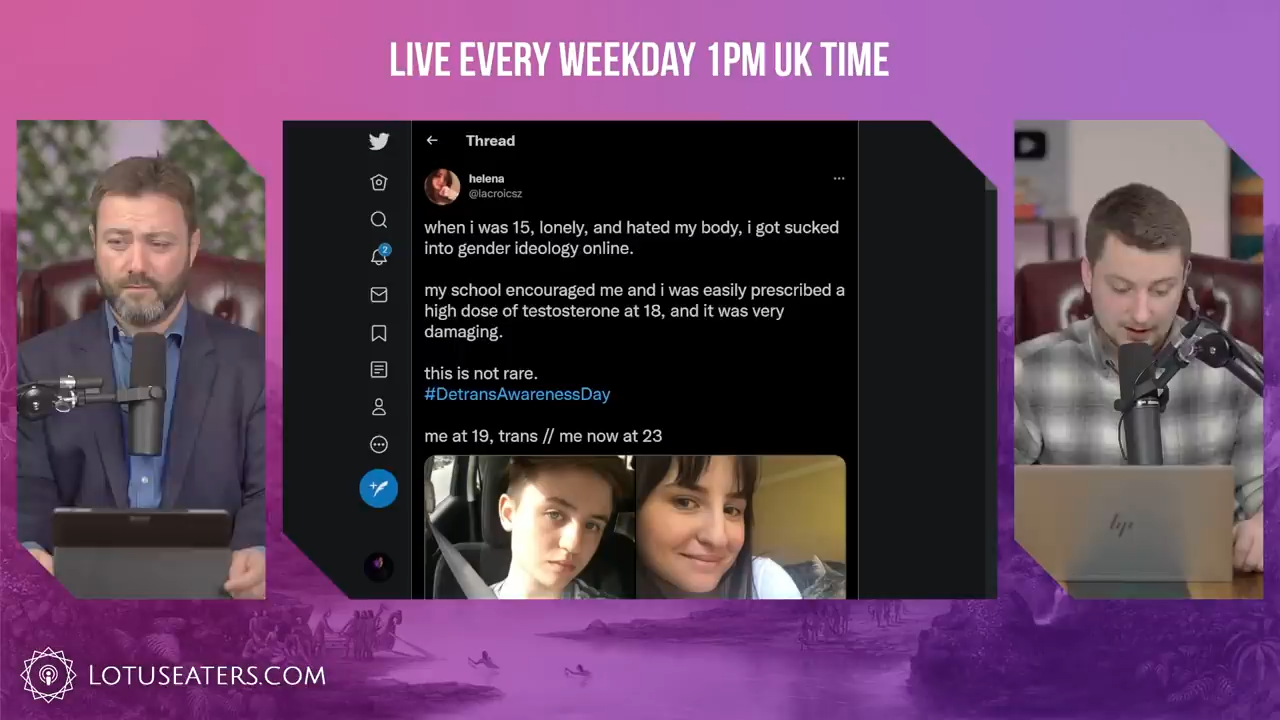 LIVE EVERY WEEKDAY 1PM UK TIME
Thread
helena
@lacroicsz
when i was 15, lonely, and hated my body, i got sucked
into gender ideology online.
my school encouraged me and i was easily prescribed a
high dose of testosterone at 18, and it was very
damaging.
this is not rare.
#DetransAwarenessDay
me at 19, trans // me now at 23
2
hp
LOTUSEATERS.COM